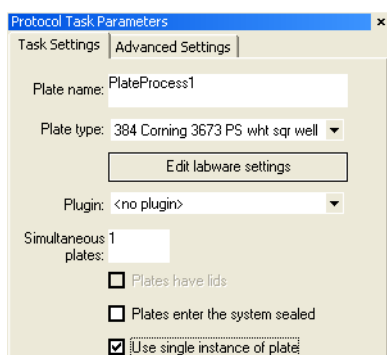 Protocol Task Parameters x
Task Settings Advanced Settings
Plate name: PlateProcess1
Plate type: 384 Corning 3673 PS wht sqr well
Edit labware settings
Plugin: <no plugin>
Simultaneous 1
plates:
Plates have lids
Plates enter the system sealed
Use single instance of plate